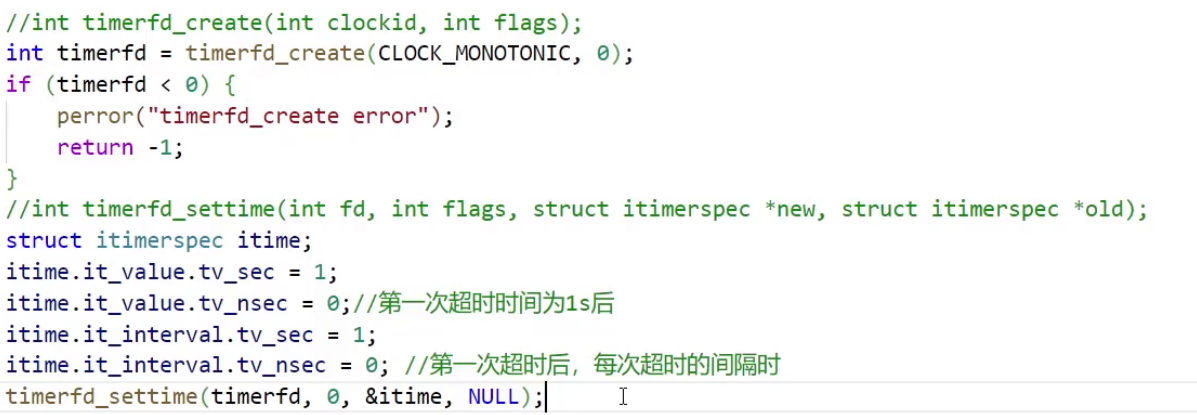 //int timerfd_create(int clockid, int flags);
int timerfd = timerfd_create(CLOCK_MONOTONIC, 0);
if (timerfd < 0) {
    perror("timerfd_create error");
    return -1;
}
//int timerfd_settime(int fd, int flags, struct itimerspec *new, struct itimerspec *old);
struct itimerspec itime;
itime.it_value.tv_sec = 1;
itime.it_value.tv_nsec = 0;//第一次超时时间为1s后
itime.it_interval.tv_sec = 1;
itime.it_interval.tv_nsec = 0; //第一次超时后，每次超时的间隔时
timerfd_settime(timerfd, 0, &itime, NULL);